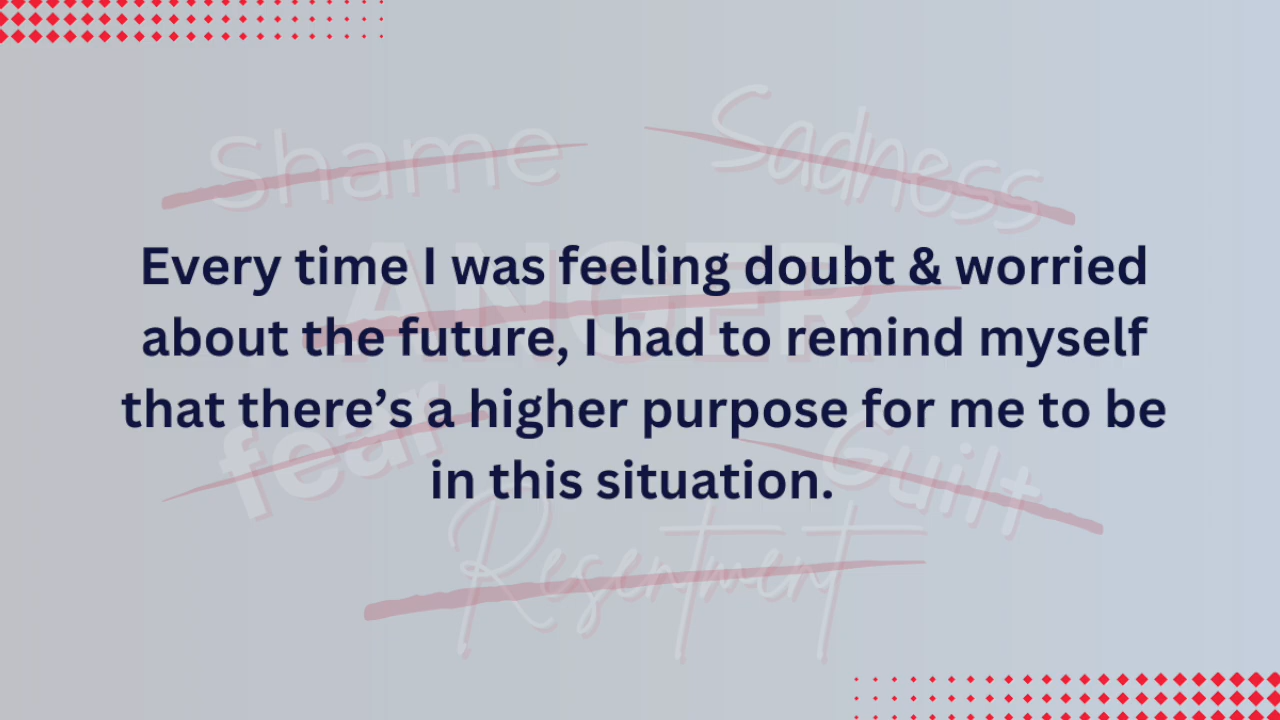 Shame
Sadness
ANGER
Every time I was feeling doubt & worried
about the future, I had to remind myself
that there’s a higher purpose for me to be
in this situation.
fear
Guilt
Resentment